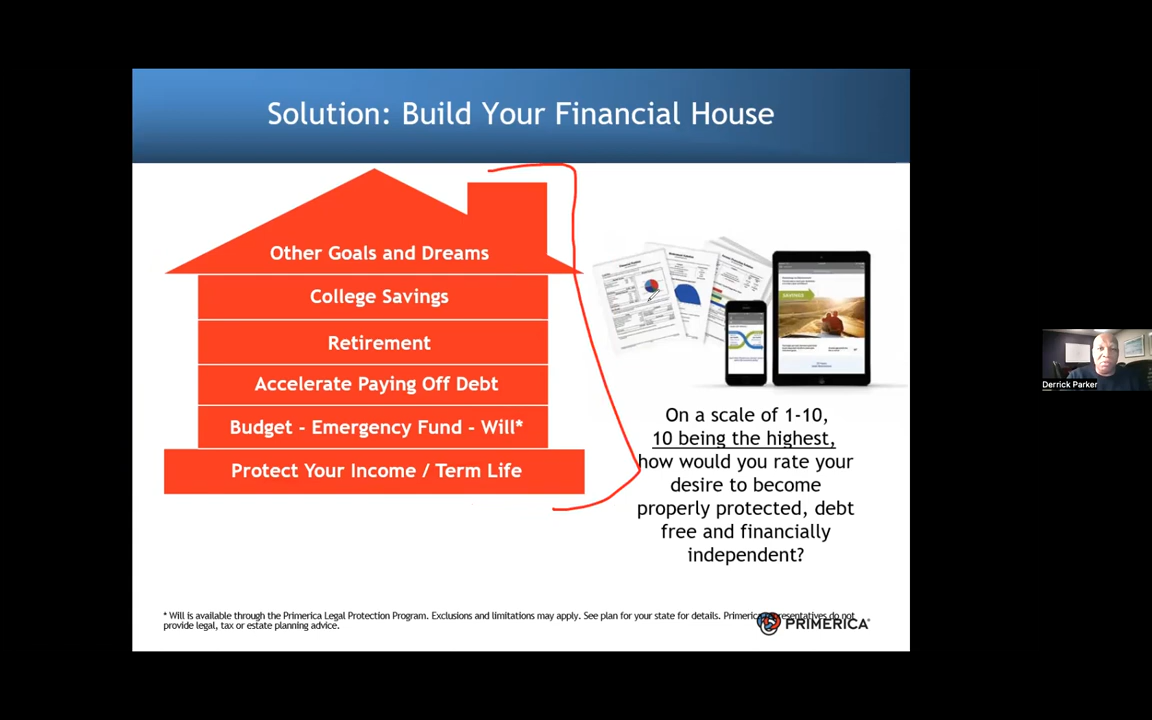 Solution: Build Your Financial House
Other Goals and Dreams
College Savings
Retirement
Accelerate Paying Off Debt
Budget - Emergency Fund - Will*
Protect Your Income / Term Life
SAVINGS
On a scale of 1-10,
10 being the highest,
how would you rate your
desire to become
properly protected, debt
free and financially
independent?
* Will is available through the Primerica Legal Protection Program. Exclusions and limitations may apply. See plan for your state for details. Primerica representatives do not
provide legal, tax or estate planning advice.
PRIMERICA®
Derrick Parker